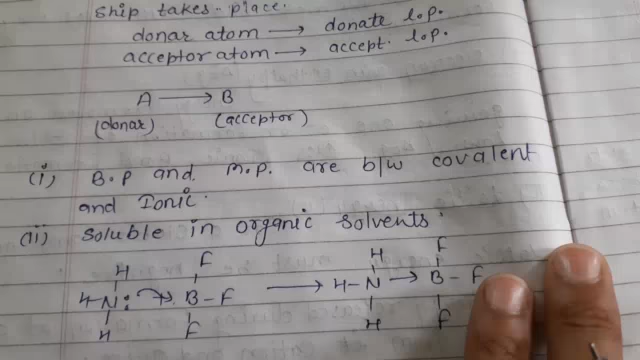 ship takes place.
donar atom → donate l.p.
acceptor atom → accept l.p.
A → B
(donar) (acceptor)
(i) B.P and M.P. are b/w covalent
and Ionic.
(ii) Soluble in organic solvents.
H F H F
H-N: B-F → H-N → B-F
H F H F